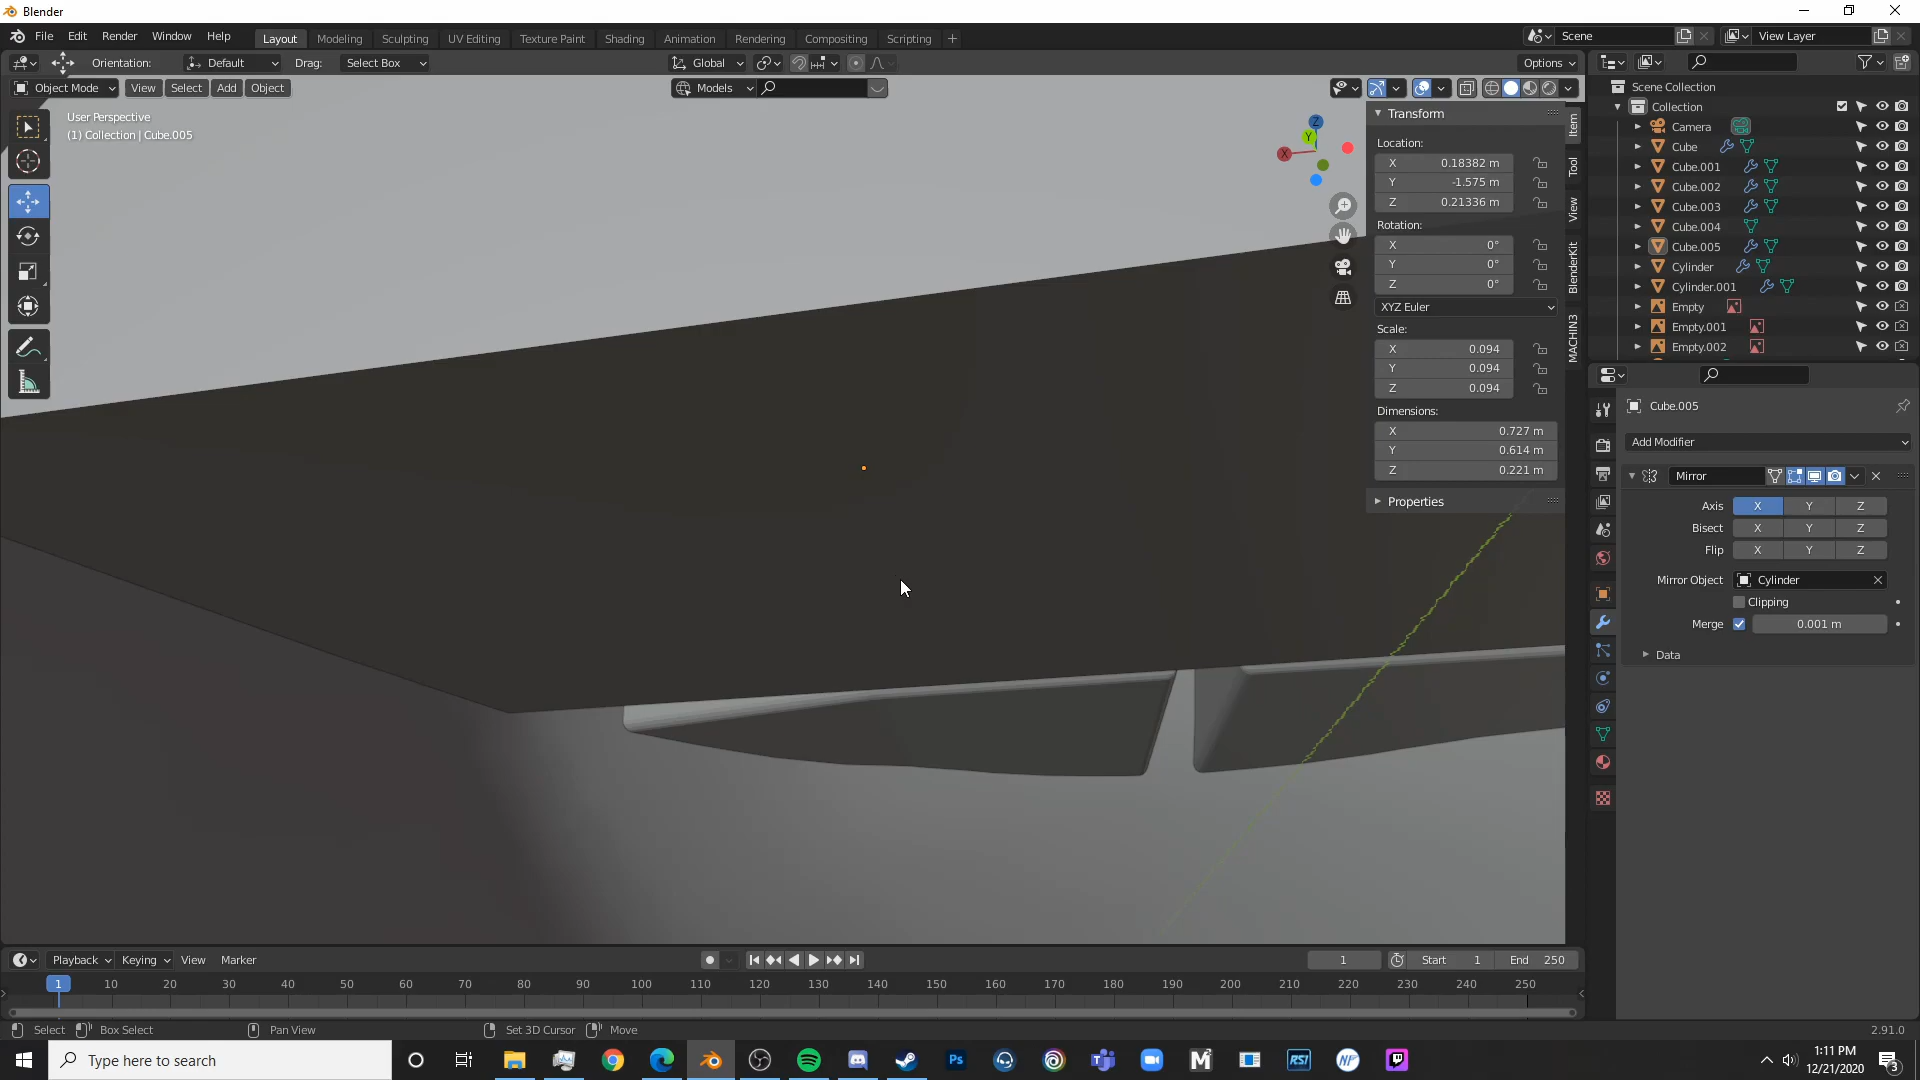 Blender
File Edit Render Window Help
Layout Modeling Sculpting UV Editing Texture Paint Shading Animation Rendering Compositing Scripting +
Scene
View Layer
Orientation: Default Drag: Select Box
Global
Options
Object Mode View Select Add Object
Models
User Perspective
(1) Collection | Cube.005
Z
Y
X
Transform
Location:
X 0.18382 m
Y -1.575 m
Z 0.21336 m
Rotation:
X 0°
Y 0°
Z 0°
XYZ Euler
Scale:
X 0.094
Y 0.094
Z 0.094
Dimensions:
X 0.727 m
Y 0.614 m
Z 0.221 m
Properties
Item
Tool
View
BlenderKit
MACHIN3
Scene Collection
Collection
Camera
Cube
Cube.001
Cube.002
Cube.003
Cube.004
Cube.005
Cylinder
Cylinder.001
Empty
Empty.001
Empty.002
Cube.005
Add Modifier
Mirror
Axis X Y Z
Bisect X Y Z
Flip X Y Z
Mirror Object Cylinder
Clipping
Merge 0.001 m
Data
Playback Keying View Marker
1
Start 1 End 250
1 10 20 30 40 50 60 70 80 90 100 110 120 130 140 150 160 170 180 190 200 210 220 230 240 250
Select Box Select Pan View Set 3D Cursor Move
2.91.0
Type here to search
Ps
M
RSI
NP
1:11 PM
12/21/2020
3